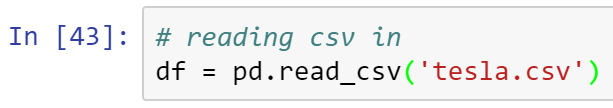 In [43]: # reading csv in
df = pd.read_csv('tesla.csv')